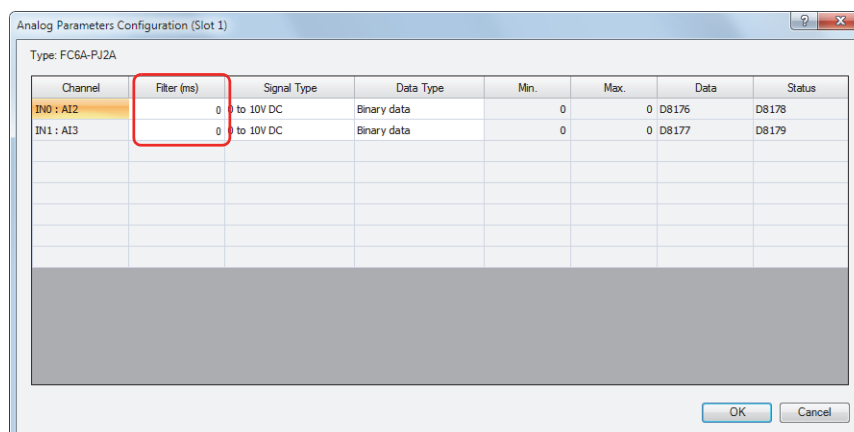 Analog Parameters Configuration (Slot 1)
Type: FC6A-PJ2A
Channel Filter (ms) Signal Type Data Type Min. Max. Data Status
IN0 : AI2 0 0 to 10V DC Binary data 0 0 D8176 D8178
IN1 : AI3 0 0 to 10V DC Binary data 0 0 D8177 D8179
OK Cancel